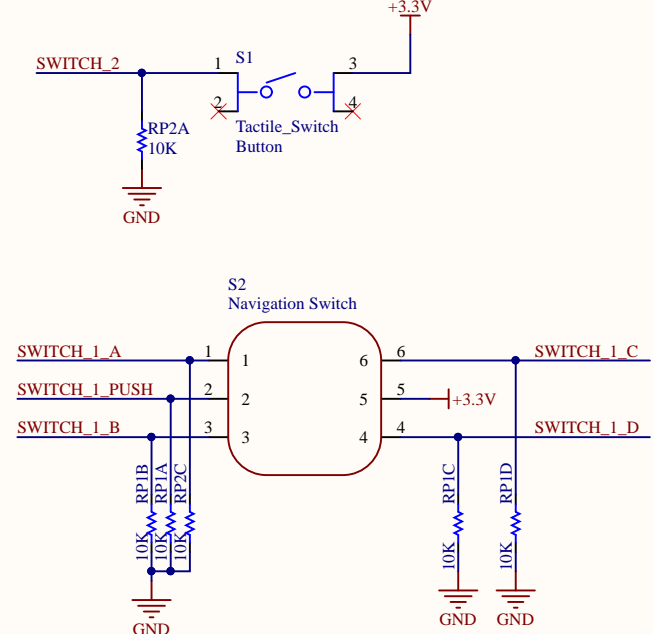 +3.3V
SWITCH_2
1
S1
3
2
4
RP2A
10K
Tactile_Switch
Button
GND
S2
Navigation Switch
SWITCH_1_A
1
1
6
6
SWITCH_1_C
SWITCH_1_PUSH
2
2
5
5
+3.3V
SWITCH_1_B
3
3
4
4
SWITCH_1_D
RP1B
RP1A
RP2C
RP1C
RP1D
10K
10K
10K
10K
10K
GND
GND
GND